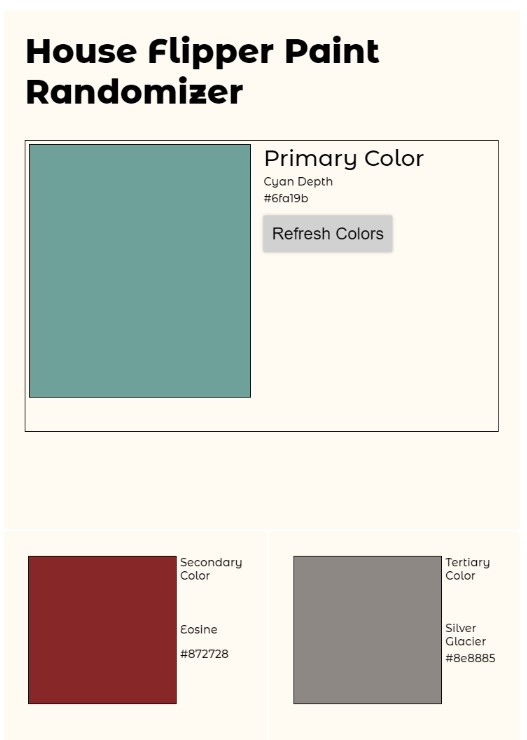 House Flipper Paint
Randomizer
Primary Color
Cyan Depth
#6fa19b
Refresh Colors
Secondary
Color
Eosine
#872728
Tertiary
Color
Silver
Glacier
#8e8885